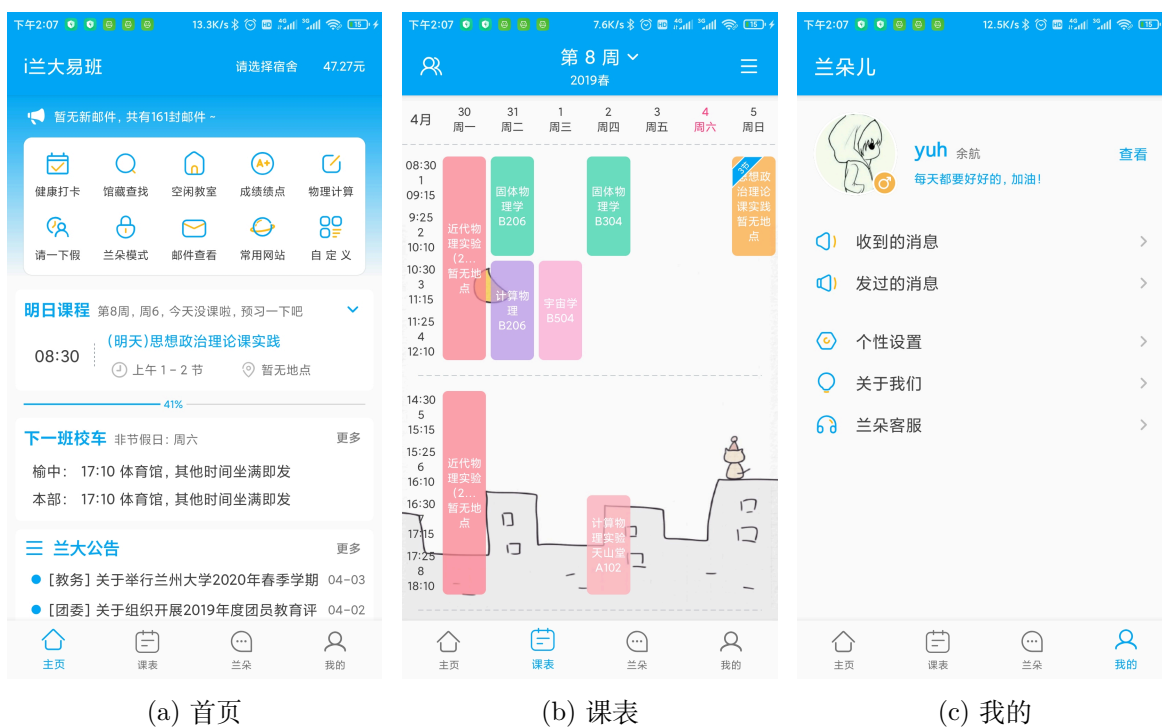 下午2:07 13.3K/s HD 4G 3G 15
i兰大易班 请选择宿舍 47.27元
暂无新邮件，共有161封邮件 ~
健康打卡 馆藏查找 空闲教室 成绩绩点 物理计算
A+
请一下假 兰朵模式 邮件查看 常用网站 自 定 义
明日课程 第8周, 周6, 今天没课啦, 预习一下吧
08:30
(明天)思想政治理论课实践
上午 1 - 2 节 暂无地点
41%
下一班校车 非节假日: 周六 更多
榆中： 17:10 体育馆, 其他时间坐满即发
本部： 17:10 体育馆, 其他时间坐满即发
兰大公告 更多
[教务] 关于举行兰州大学2020年春季学期 04-03
[团委] 关于组织开展2019年度团员教育评 04-02
主页 课表 兰朵 我的
(a) 首页
下午2:07 7.6K/s HD 4G 3G 15
第 8 周
2019春
4月
30 31 1 2 3 4 5
周一 周二 周三 周四 周五 周六 周日
08:30
1
09:15
9:25
2
10:10
10:30
3
11:15
11:25
4
12:10
近代物
理实验
(2...
暂无地
点
固体物
理学
B206
固体物
理学
B304
思想政
治理论
课实践
暂无地
点
计算物
理
B206
宇宙学
B504
14:30
5
15:15
15:25
6
16:10
16:30
7
17:15
17:25
8
18:10
近代物
理实验
(2...
暂无地
点
计算物
理实验
天山堂
A102
主页 课表 兰朵 我的
(b) 课表
下午2:07 12.5K/s HD 4G 3G 15
兰朵儿
yuh 余航 查看
每天都要好好的，加油!
收到的消息
发过的消息
个性设置
关于我们
兰朵客服
主页 课表 兰朵 我的
(c) 我的